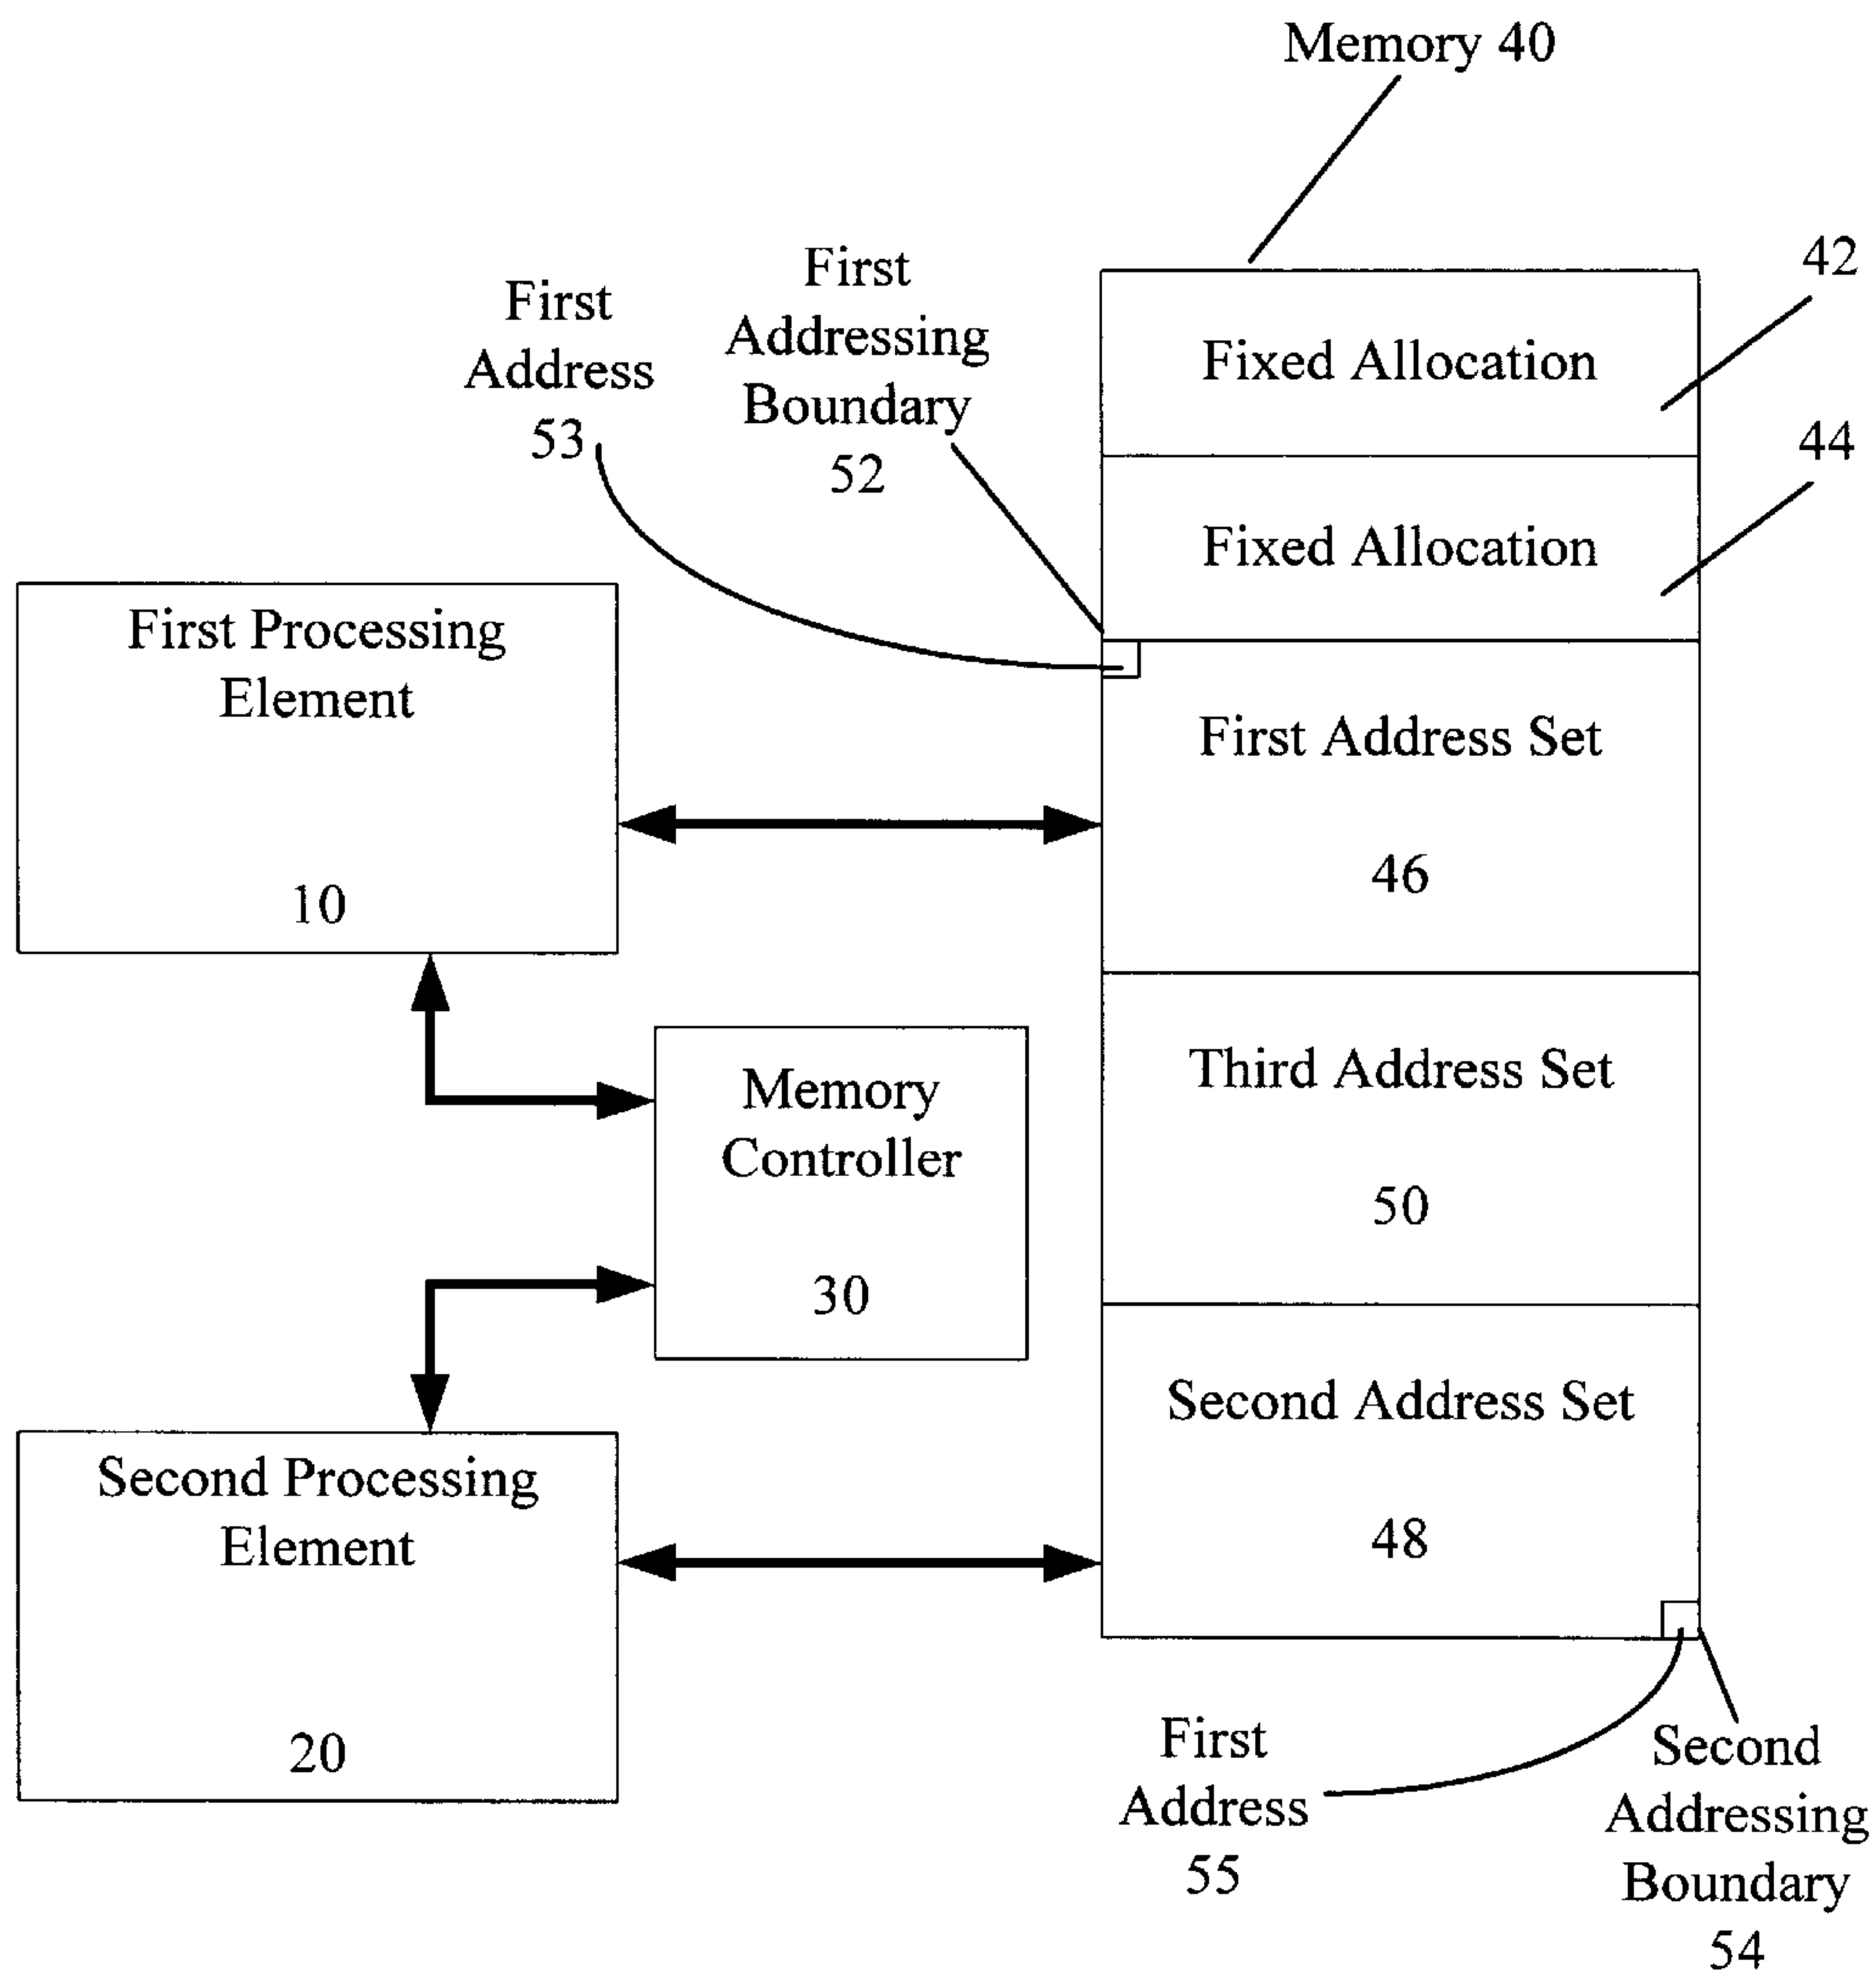 Memory 40
42
First
Addressing
Boundary
52
First
Address
53
Fixed Allocation
44
Fixed Allocation
First Processing
Element
10
First Address Set
46
Memory
Controller
30
Third Address Set
50
Second Address Set
48
Second Processing
Element
20
First
Address
55
Second
Addressing
Boundary
54